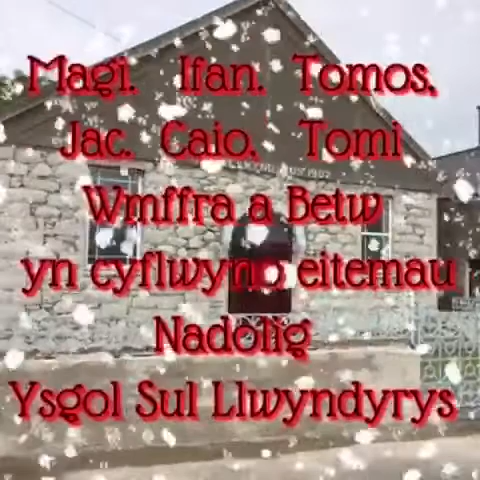 Magi. Ifan. Tomos,
Jac, Caio, Tomi
Wmffra a Betw
yn cyflwyno eitemau
Nadolig
Ysgol Sul Llwyndyrys